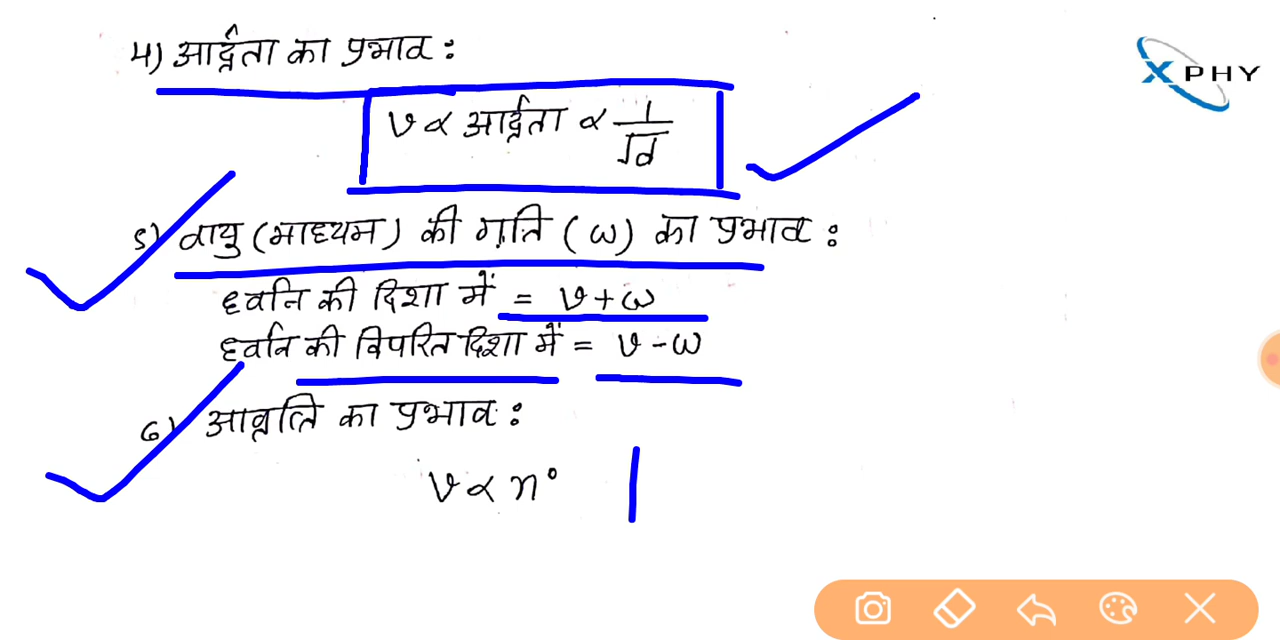 4) आर्द्रता का प्रभाव :
XPHY
v ∝ आर्द्रता ∝ 1/√d
5) वायु (माध्यम) की गति (ω) का प्रभाव :
ध्वनि की दिशा में = v + ω
ध्वनि की विपरित दिशा में = v - ω
6) आवृत्ति का प्रभाव :
v ∝ n°